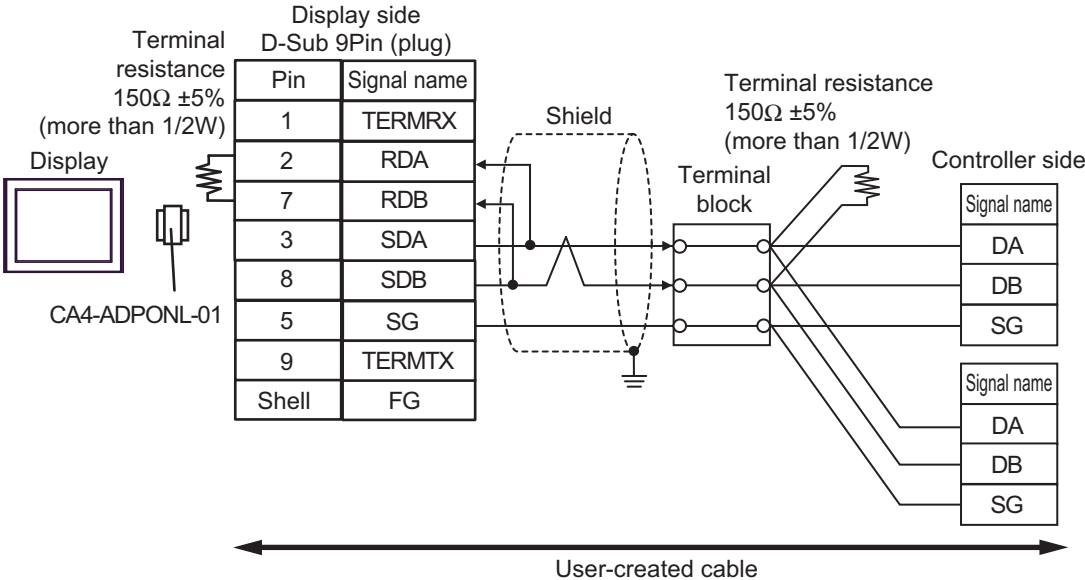 Display side
D-Sub 9Pin (plug)
Terminal
resistance
150Ω ±5%
(more than 1/2W)
Display
CA4-ADPONL-01
Pin Signal name
1 TERMRX
2 RDA
7 RDB
3 SDA
8 SDB
5 SG
9 TERMTX
Shell FG
Shield
Terminal
block
Terminal resistance
150Ω ±5%
(more than 1/2W)
Controller side
Signal name
DA
DB
SG
Signal name
DA
DB
SG
User-created cable